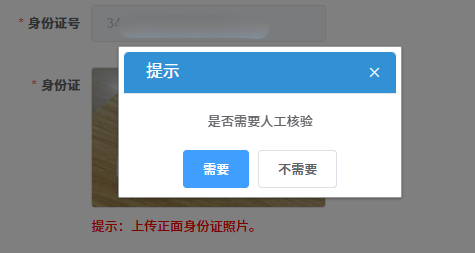 * 身份证号
34
提示
×
是否需要人工核验
需要
不需要
* 身份证
提示：上传正面身份证照片。